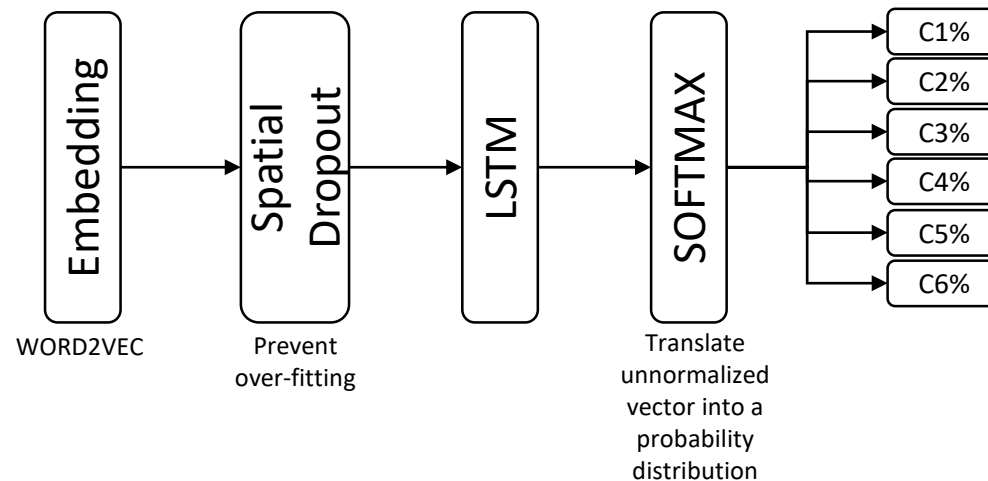 Embedding
Spatial
Dropout
LSTM
SOFTMAX
C1%
C2%
C3%
C4%
C5%
C6%
WORD2VEC
Prevent
over-fitting
Translate
unnormalized
vector into a
probability
distribution